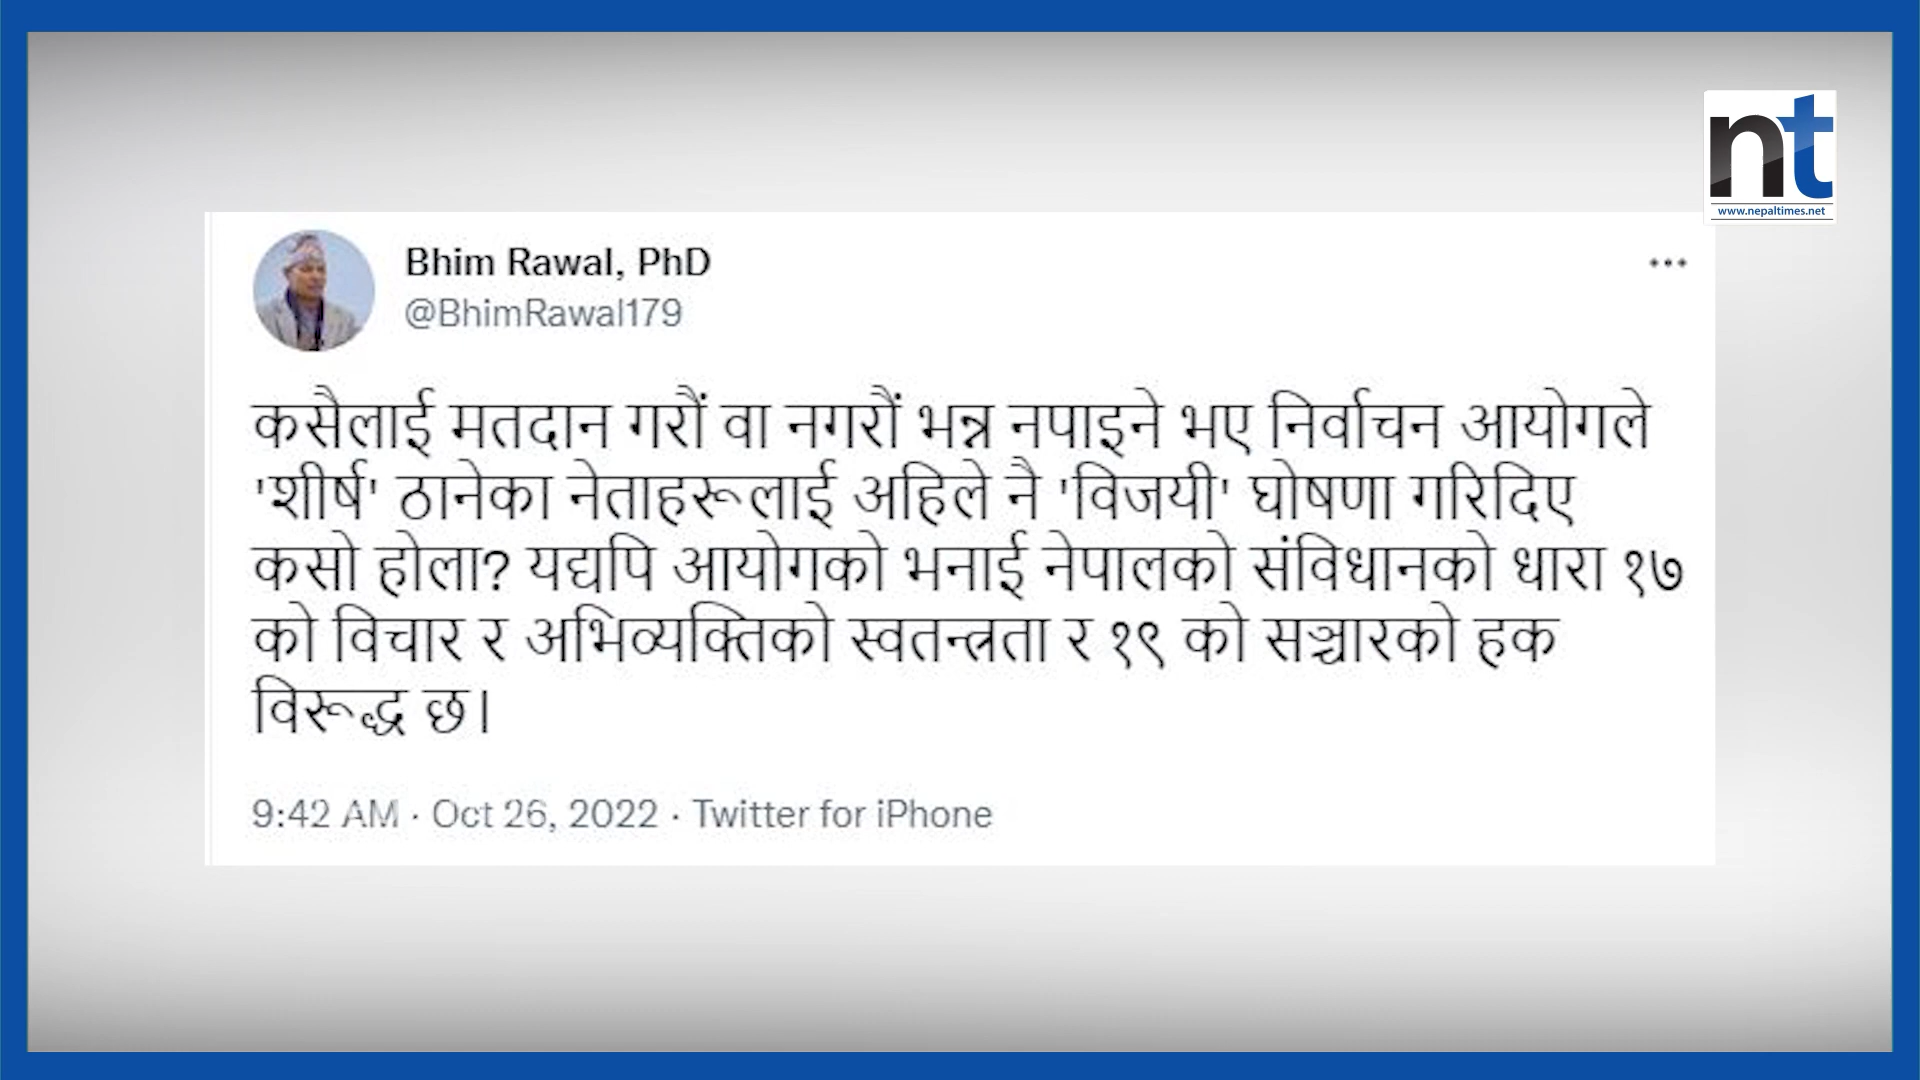 nt
www.nepaltimes.net
Bhim Rawal, PhD
@BhimRawal179
कसैलाई मतदान गरौं वा नगरौं भन्न नपाइने भए निर्वाचन आयोगले
'शीर्ष' ठानेका नेताहरूलाई अहिले नै 'विजयी' घोषणा गरिदिए
कसो होला? यद्यपि आयोगको भनाई नेपालको संविधानको धारा १७
को विचार र अभिव्यक्तिको स्वतन्त्रता र १९ को सञ्चारको हक
विरूद्ध छ।
9:42 AM · Oct 26, 2022 · Twitter for iPhone